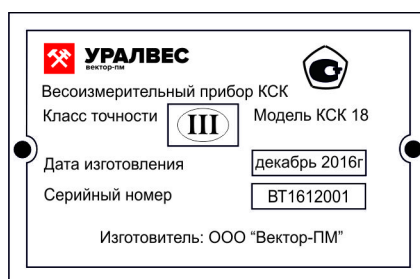 УРАЛВЕС
вектор-пм
Весоизмерительный прибор КСК
Класс точности III Модель КСК 18
Дата изготовления декабрь 2016г
Серийный номер ВТ1612001
Изготовитель: ООО “Вектор-ПМ”